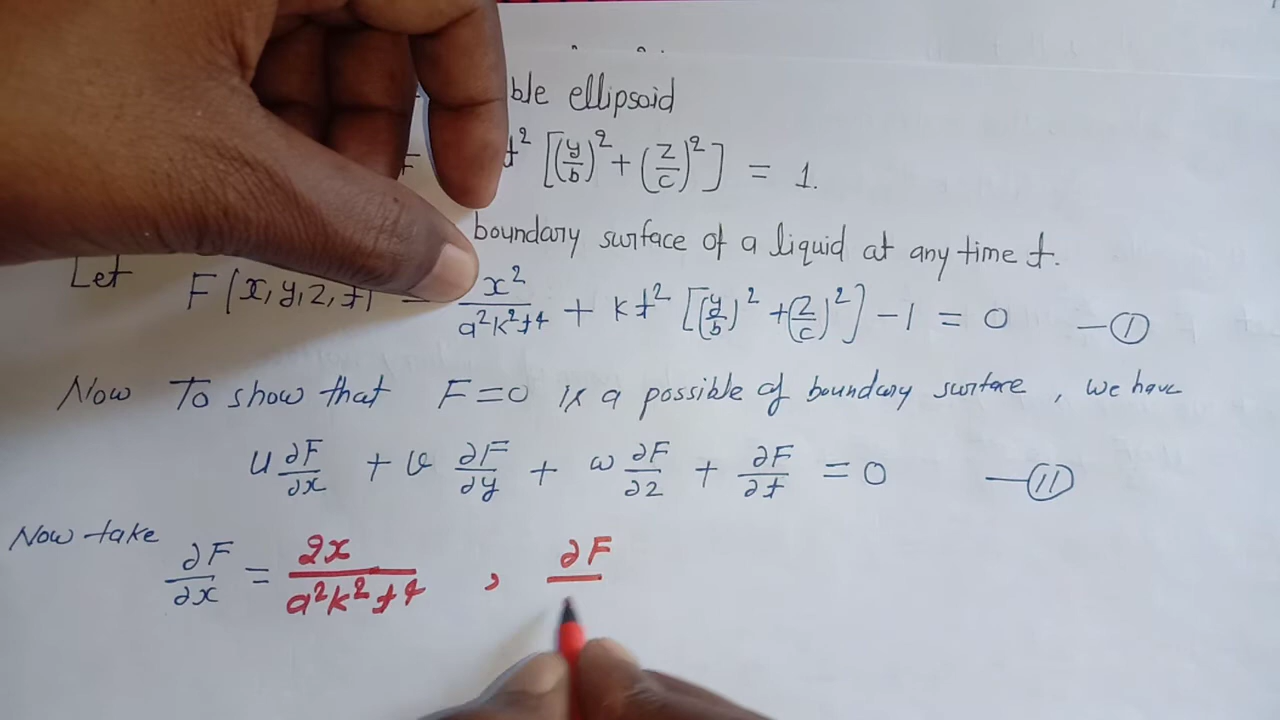 ble ellipsoid
t² [(y/b)² + (z/c)²] = 1.
boundary surface of a liquid at any time t.
Let F(x, y, z, t) = x²/a²k²t⁴ + kt² [(y/b)² + (z/c)²] - 1 = 0 —(I)
Now To show that F=0 is a possible of boundary surface, we have
u ∂F/∂x + v ∂F/∂y + w ∂F/∂z + ∂F/∂t = 0 —(II)
Now take ∂F/∂x = 2x/a²k²t⁴ , ∂F